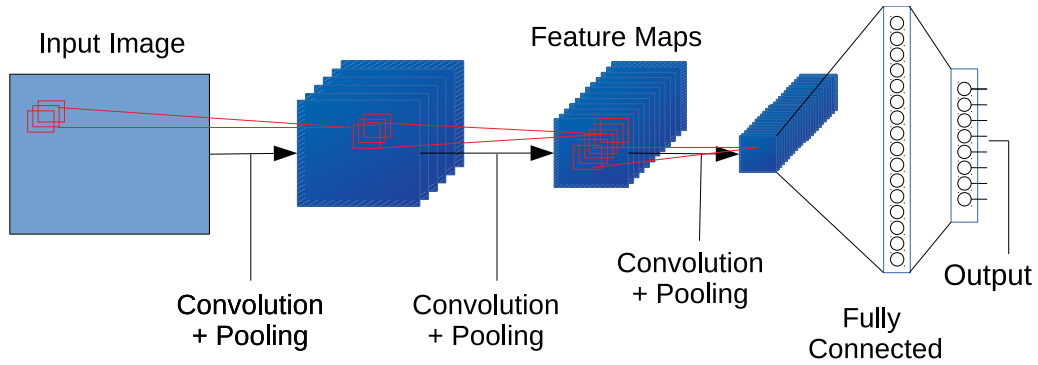 Input Image
Feature Maps
Convolution
+ Pooling
Convolution
+ Pooling
Convolution
+ Pooling
Fully
Connected
Output